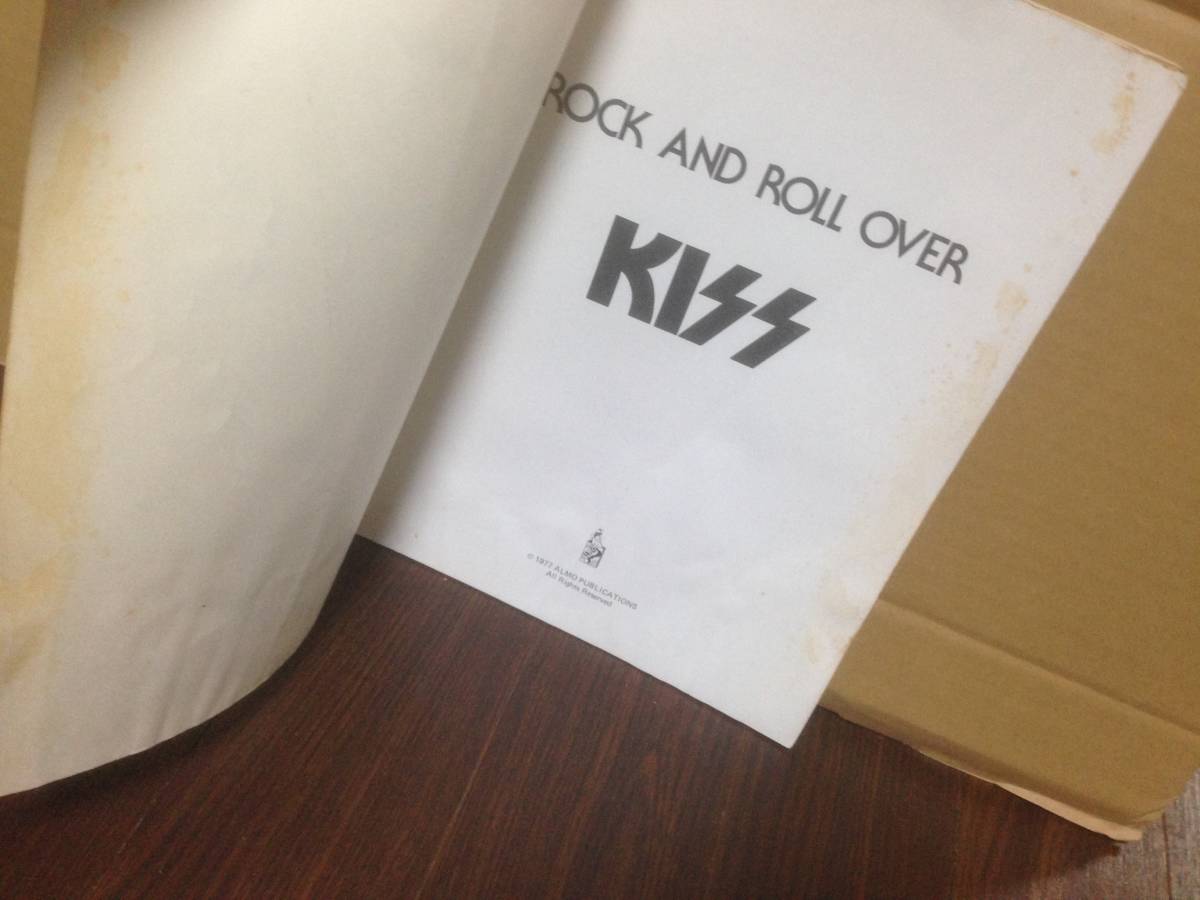 ROCK AND ROLL OVER
KISS
© 1977 ALMO PUBLICATIONS
All Rights Reserved